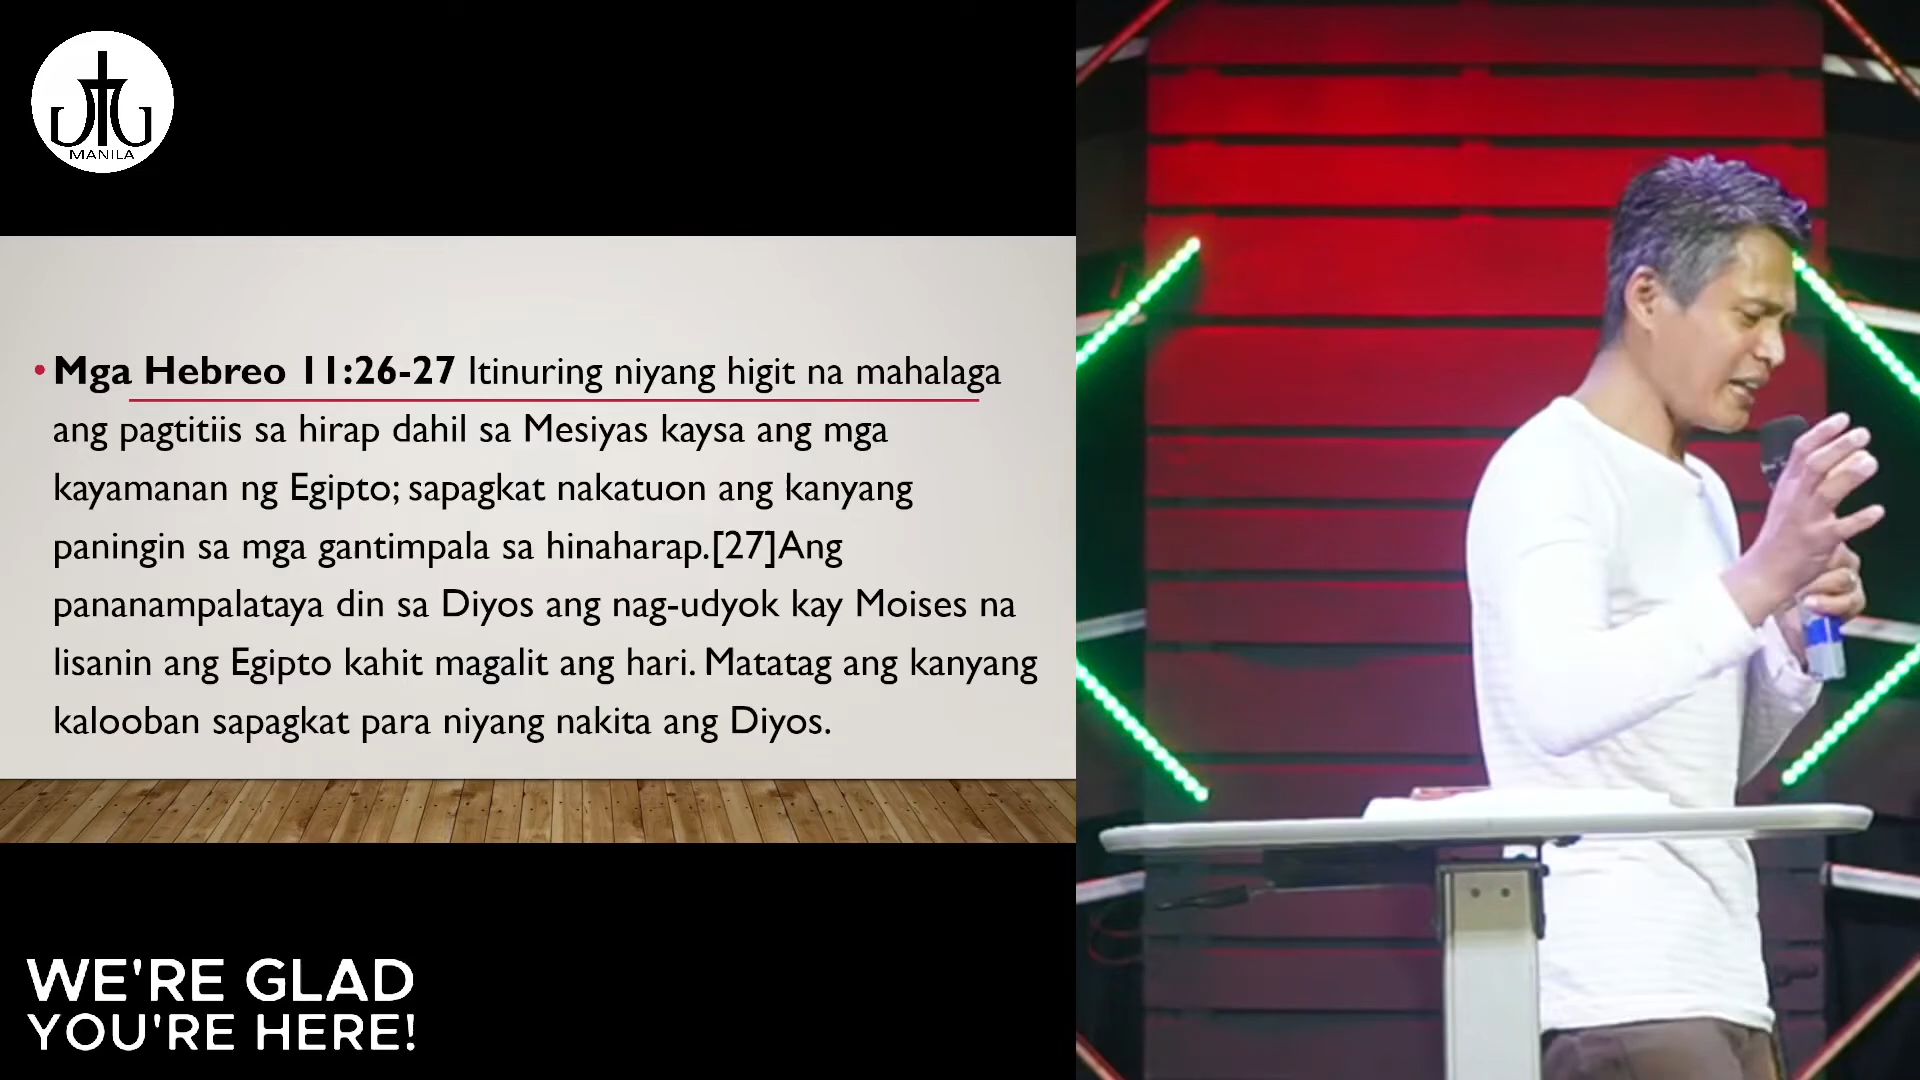 JTG
MANILA
• Mga Hebreo 11:26-27 Itinuring niyang higit na mahalaga
ang pagtitiis sa hirap dahil sa Mesiyas kaysa ang mga
kayamanan ng Egipto; sapagkat nakatuon ang kanyang
paningin sa mga gantimpala sa hinaharap.[27]Ang
pananampalataya din sa Diyos ang nag-udyok kay Moises na
lisanin ang Egipto kahit magalit ang hari. Matatag ang kanyang
kalooban sapagkat para niyang nakita ang Diyos.
WE'RE GLAD
YOU'RE HERE!